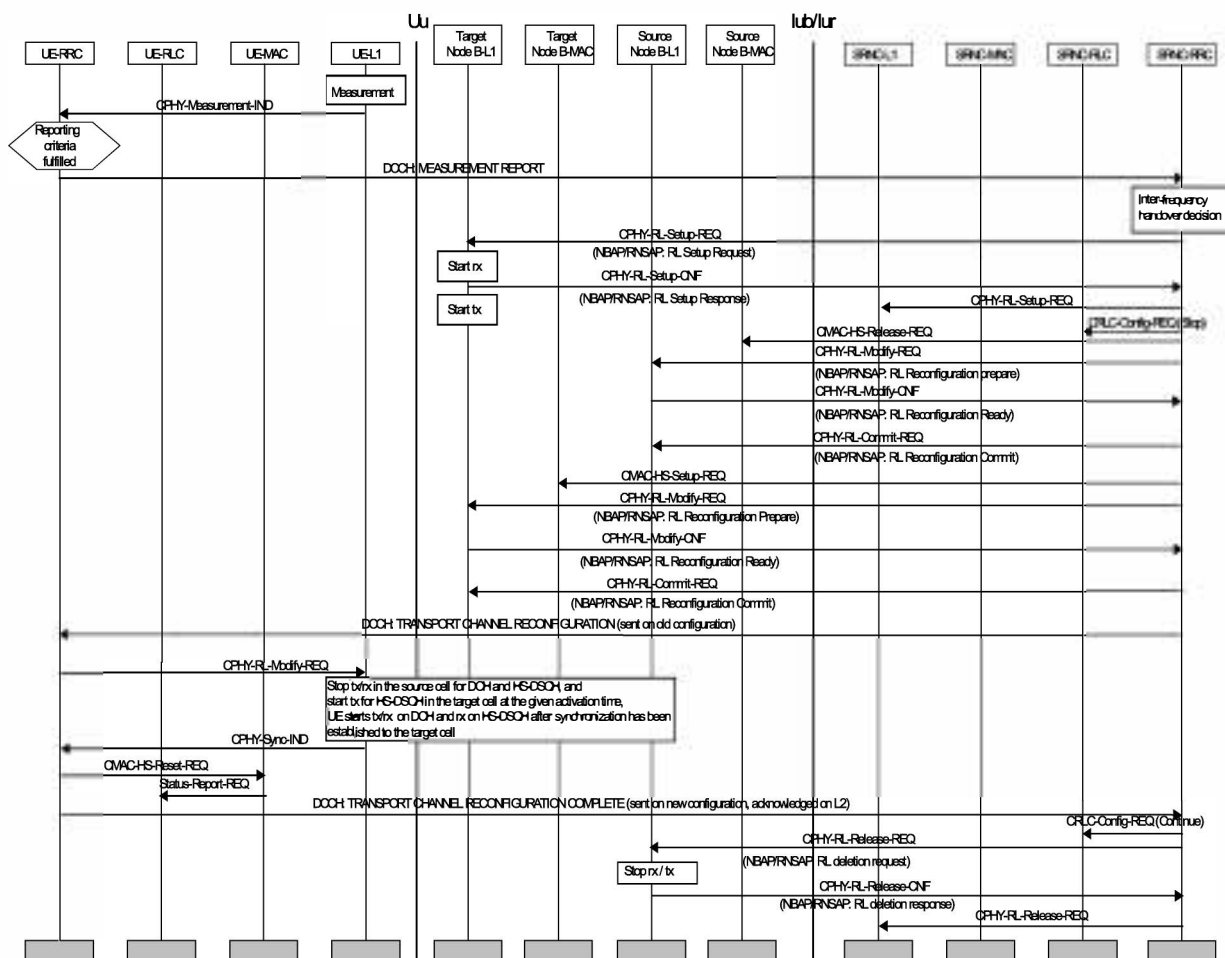 Uu
Iub/Iur
UE-RRC
UE-RLC
UE-MAC
UE-L1
Target
Node B-L1
Target
Node B-MAC
Source
Node B-L1
Source
Node B-MAC
SRNC-L1
SRNC-MAC
SRNC-RLC
SRNC-RRC
Measurement
CPHY-Measurement-IND
Reporting
criteria
fulfilled
DCCH: MEASUREMENT REPORT
Inter-frequency
handover decision
CPHY-RL-Setup-REQ
(NBAP/RNSAP: RL Setup Request)
Start rx
CPHY-RL-Setup-CNF
(NBAP/RNSAP: RL Setup Response)
Start tx
CPHY-RL-Setup-REQ
CRLC-Config-REQ (Stop)
CMAC-HS-Release-REQ
CPHY-RL-Modify-REQ
(NBAP/RNSAP: RL Reconfiguration prepare)
CPHY-RL-Modify-CNF
(NBAP/RNSAP: RL Reconfiguration Ready)
CPHY-RL-Commit-REQ
(NBAP/RNSAP: RL Reconfiguration Commit)
CMAC-HS-Setup-REQ
CPHY-RL-Modify-REQ
(NBAP/RNSAP: RL Reconfiguration Prepare)
CPHY-RL-Modify-CNF
(NBAP/RNSAP: RL Reconfiguration Ready)
CPHY-RL-Commit-REQ
(NBAP/RNSAP: RL Reconfiguration Commit)
DCCH: TRANSPORT CHANNEL RECONFIGURATION (sent on old configuration)
CPHY-RL-Modify-REQ
Stop tx/rx in the source cell for DCH and HS-DSCH, and
start tx for HS-DSCH in the target cell at the given activation time,
UE starts tx/rx on DCH and rx on HS-DSCH after synchronization has been
established to the target cell
CPHY-Sync-IND
CMAC-HS-Reset-REQ
Status-Report-REQ
DCCH: TRANSPORT CHANNEL RECONFIGURATION COMPLETE (sent on new configuration, acknowledged on L2)
CRLC-Config-REQ (Continue)
CPHY-RL-Release-REQ
(NBAP/RNSAP: RL deletion request)
Stop rx / tx
CPHY-RL-Release-CNF
(NBAP/RNSAP: RL deletion response)
CPHY-RL-Release-REQ